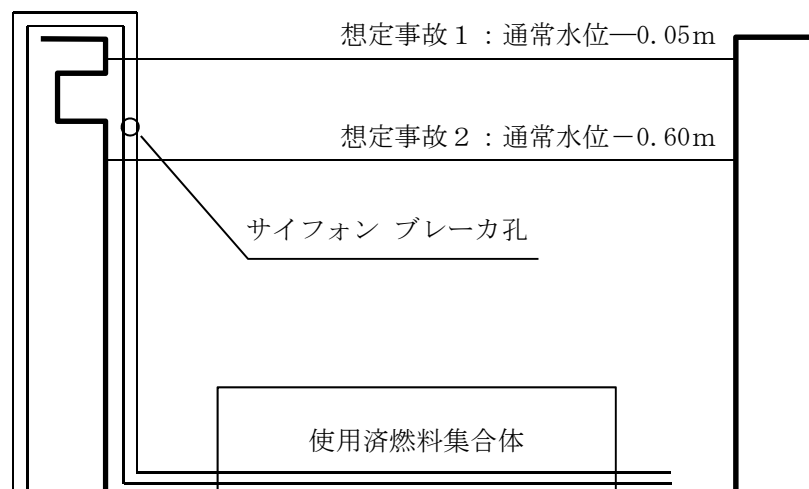 想定事故１：通常水位―0.05m
想定事故２：通常水位－0.60m
サイフォン ブレーカ孔
使用済燃料集合体